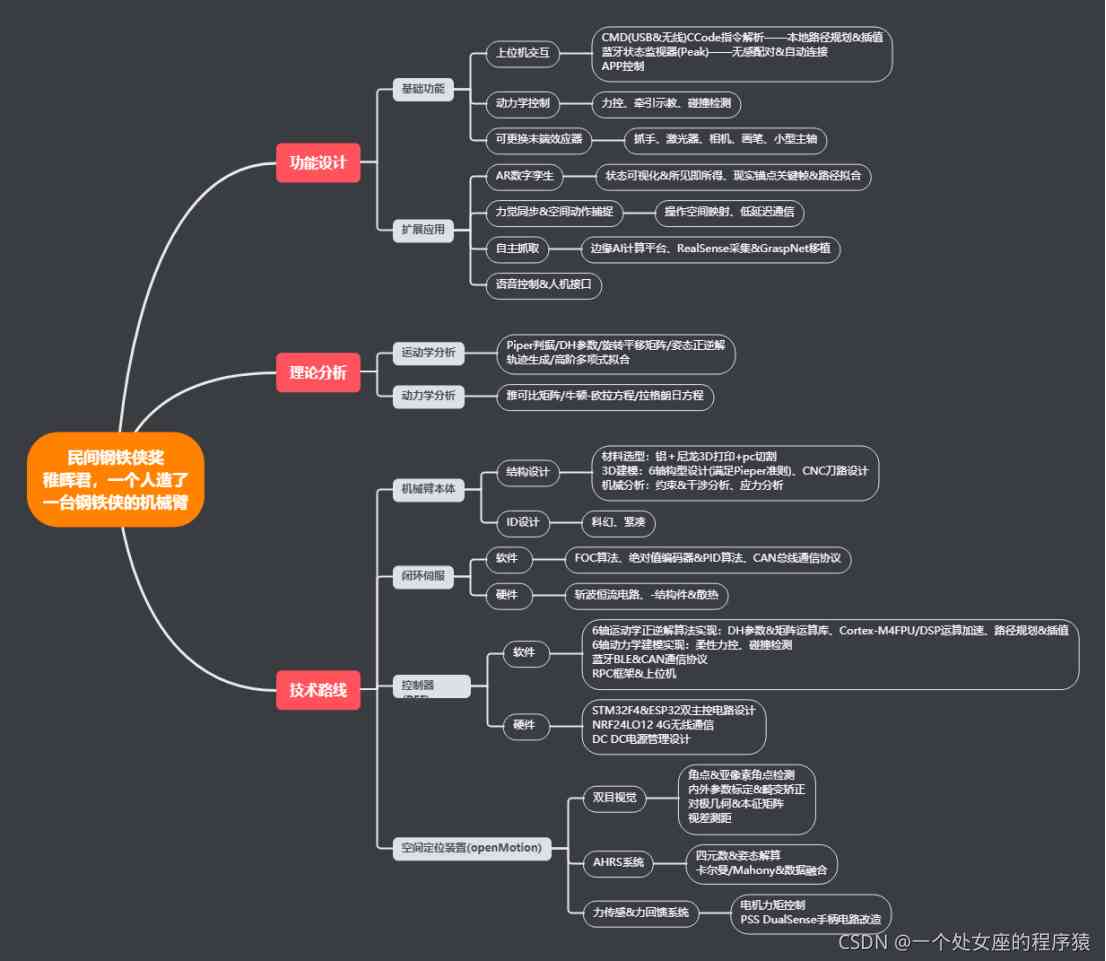 民间钢铁侠奖
稚晖君，一个人造了
一台钢铁侠的机械臂
功能设计
基础功能
上位机交互
CMD(USB&无线)CCode指令解析——本地路径规划&插值
蓝牙状态监视器(Peak)——无感配对&自动连接
APP控制
动力学控制
力控、牵引示教、碰撞检测
可更换末端效应器
抓手、激光器、相机、画笔、小型主轴
扩展应用
AR数字孪生
状态可视化&所见即所得、现实锚点关键帧&路径拟合
力觉同步&空间动作捕捉
操作空间映射、低延迟通信
自主抓取
边缘AI计算平台、RealSense采集&GraspNet移植
语音控制&人机接口
理论分析
运动学分析
Piper判据/DH参数/旋转平移矩阵/姿态正逆解
轨迹生成/高阶多项式拟合
动力学分析
雅可比矩阵/牛顿-欧拉方程/拉格朗日方程
技术路线
机械臂本体
结构设计
材料选型：铝+尼龙3D打印+pc切割
3D建模：6轴构型设计(满足Pieper准则)、CNC刀路设计
机械分析：约束&干涉分析、应力分析
ID设计
科幻、紧凑
闭环伺服
软件
FOC算法、绝对值编码器&PID算法、CAN总线通信协议
硬件
斩波恒流电路、-结构件&散热
控制器
软件
6轴运动学正逆解算法实现：DH参数&矩阵运算库、Cortex-M4FPU/DSP运算加速、路径规划&插值
6轴动力学建模实现：柔性力控、碰撞检测
蓝牙BLE&CAN通信协议
RPC框架&上位机
硬件
STM32F4&ESP32双主控电路设计
NRF24LO12 4G无线通信
DC DC电源管理设计
空间定位装置(openMotion)
双目视觉
角点&亚像素角点检测
内外参数标定&畸变矫正
对极几何&本征矩阵
视差测距
AHRS系统
四元数&姿态解算
卡尔曼/Mahony&数据融合
力传感&力回馈系统
电机力矩控制
PSS DualSense手柄电路改造
CSDN @一个处女座的程序猿